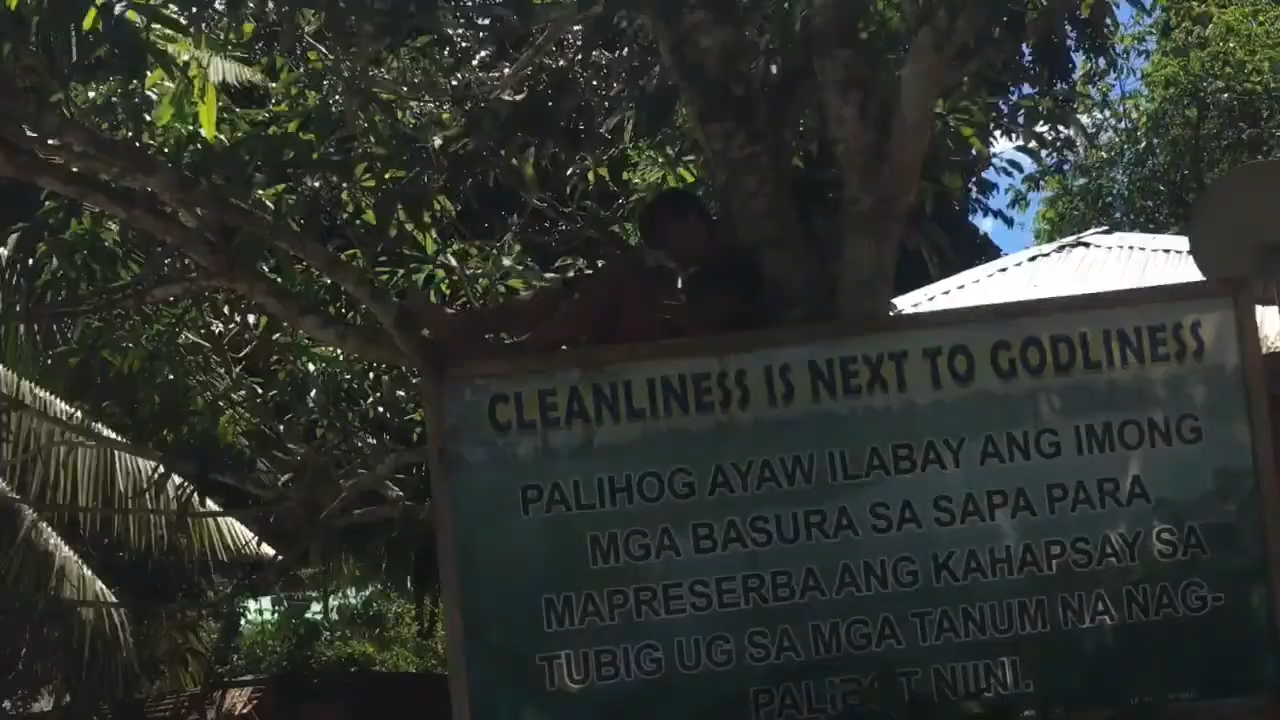 CLEANLINESS IS NEXT TO GODLINESS
PALIHOG AYAW ILABAY ANG IMONG
MGA BASURA SA SAPA PARA
MAPRESERBA ANG KAHAPSAY SA
TUBIG UG SA MGA TANUM NA NAG-
PALIBOT NIINI.